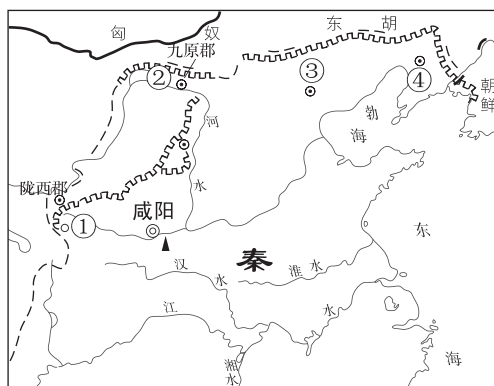 匈 奴
东 胡
九原郡
②
③
④
朝鲜
勃海
河水
陇西郡
①
咸阳
秦
东海
汉水
淮水
江水
湘水